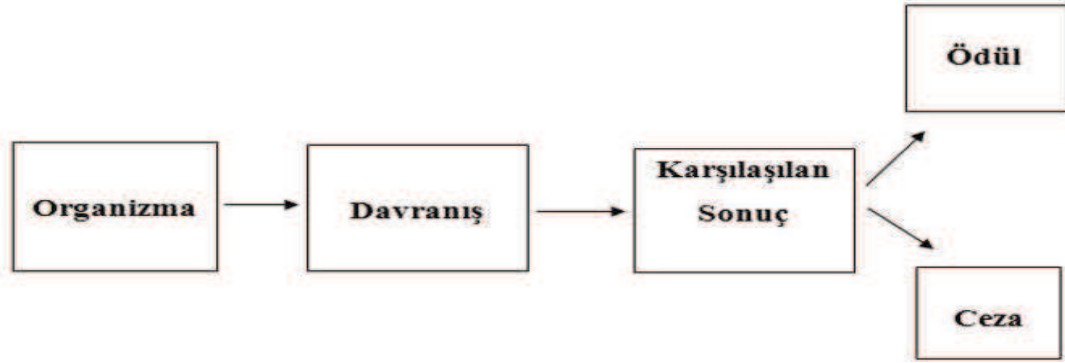 Organizma
Davranış
Karşılaşılan
Sonuç
Ödül
Ceza